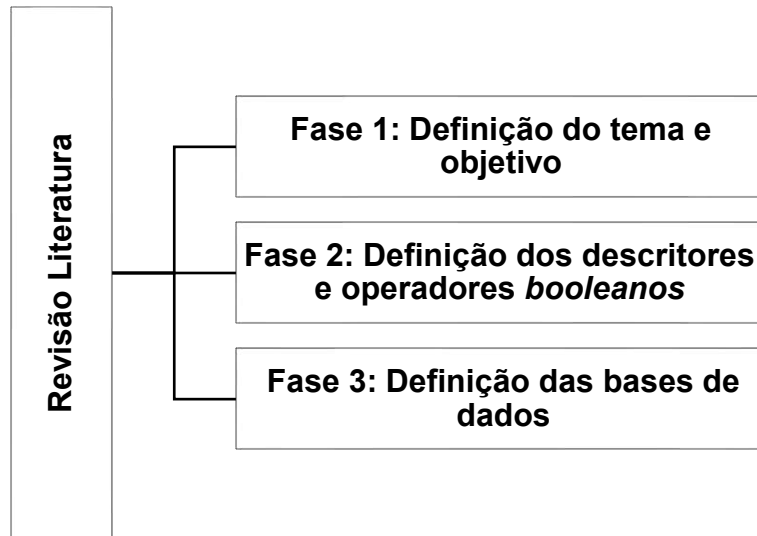 Revisão Literatura
Fase 1: Definição do tema e
objetivo
Fase 2: Definição dos descritores
e operadores booleanos
Fase 3: Definição das bases de
dados